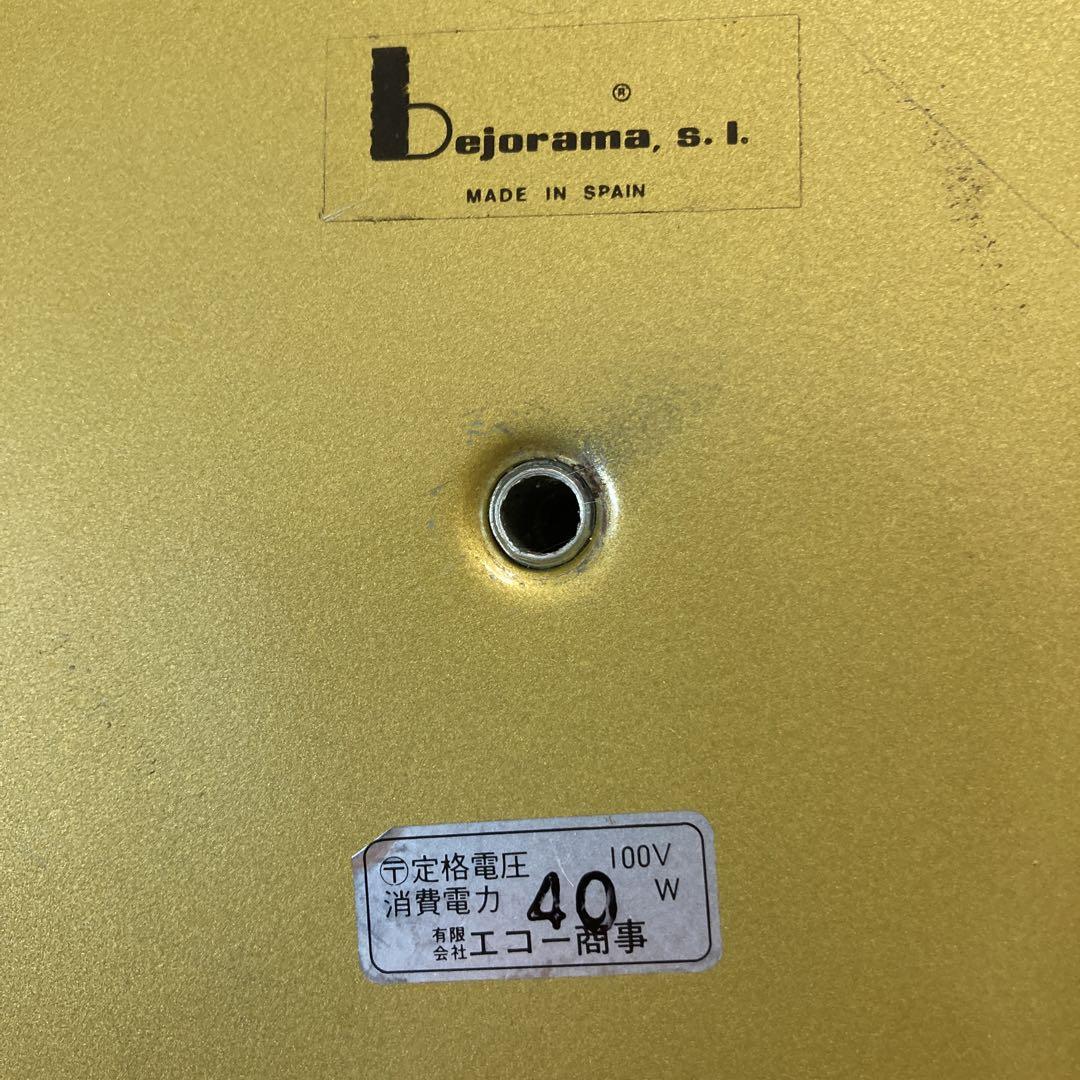 bejorama, s. l. ®
MADE IN SPAIN
〶定格電圧 100V
消費電力 40 W
有限会社エコー商事